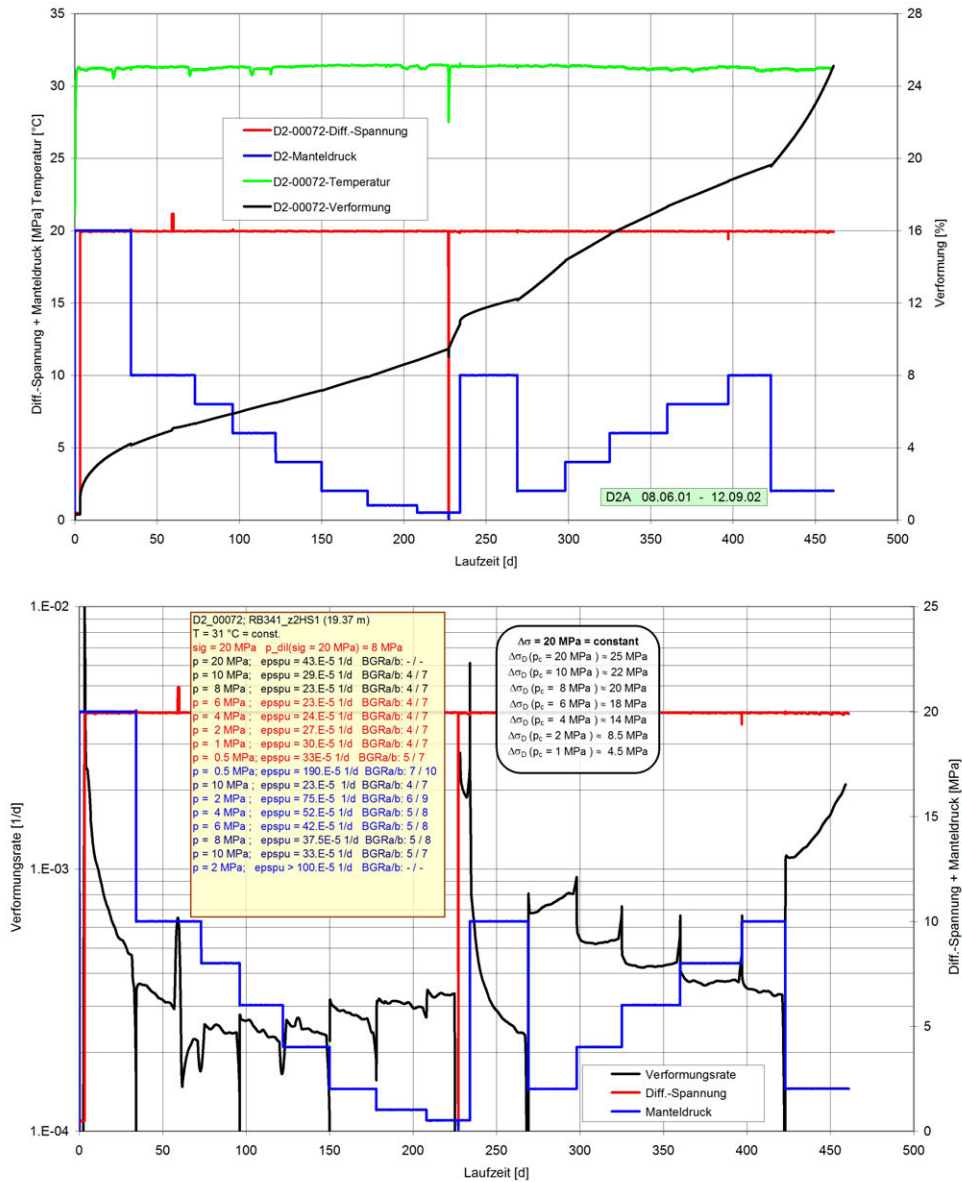 35
30
25
20
15
10
5
0
28
24
20
16
12
8
4
0
Diff.-Spannung + Manteldruck [MPa] Temperatur [°C]
Verformung [%]
D2-00072-Diff.-Spannung
D2-Manteldruck
D2-00072-Temperatur
D2-00072-Verformung
D2A 08.06.01 - 12.09.02
0 50 100 150 200 250 300 350 400 450 500
Laufzeit [d]
1.E-02
1.E-03
1.E-04
25
20
15
10
5
0
Verformungsrate [1/d]
Diff.-Spannung + Manteldruck [MPa]
D2_00072; RB341_z2HS1 (19.37 m)
T = 31 °C = const.
sig = 20 MPa p_dil(sig = 20 MPa) = 8 MPa
p = 20 MPa; epspu = 43.E-5 1/d BGRa/b: - / -
p = 10 MPa; epspu = 29.E-5 1/d BGRa/b: 4 / 7
p = 8 MPa; epspu = 23.E-5 1/d BGRa/b: 4 / 7
p = 6 MPa; epspu = 23.E-5 1/d BGRa/b: 4 / 7
p = 4 MPa; epspu = 24.E-5 1/d BGRa/b: 4 / 7
p = 2 MPa; epspu = 27.E-5 1/d BGRa/b: 4 / 7
p = 1 MPa; epspu = 30.E-5 1/d BGRa/b: 4 / 7
p = 0.5 MPa; epspu = 33E-5 1/d BGRa/b: 5 / 7
p = 0.5 MPa; epspu = 190.E-5 1/d BGRa/b: 7 / 10
p = 10 MPa; epspu = 23.E-5 1/d BGRa/b: 4 / 7
p = 2 MPa; epspu = 75.E-5 1/d BGRa/b: 6 / 9
p = 4 MPa; epspu = 52.E-5 1/d BGRa/b: 5 / 8
p = 6 MPa; epspu = 42.E-5 1/d BGRa/b: 5 / 8
p = 8 MPa; epspu = 37.5E-5 1/d BGRa/b: 5 / 8
p = 10 MPa; epspu = 33.E-5 1/d BGRa/b: 5 / 7
p = 2 MPa; epspu > 100.E-5 1/d BGRa/b: - / -
Δσ = 20 MPa = constant
ΔσD (pc = 20 MPa ) ≈ 25 MPa
ΔσD (pc = 10 MPa ) ≈ 22 MPa
ΔσD (pc = 8 MPa ) ≈ 20 MPa
ΔσD (pc = 6 MPa ) ≈ 18 MPa
ΔσD (pc = 4 MPa ) ≈ 14 MPa
ΔσD (pc = 2 MPa ) ≈ 8.5 MPa
ΔσD (pc = 1 MPa ) ≈ 4.5 MPa
Verformungsrate
Diff.-Spannung
Manteldruck
0 50 100 150 200 250 300 350 400 450 500
Laufzeit [d]